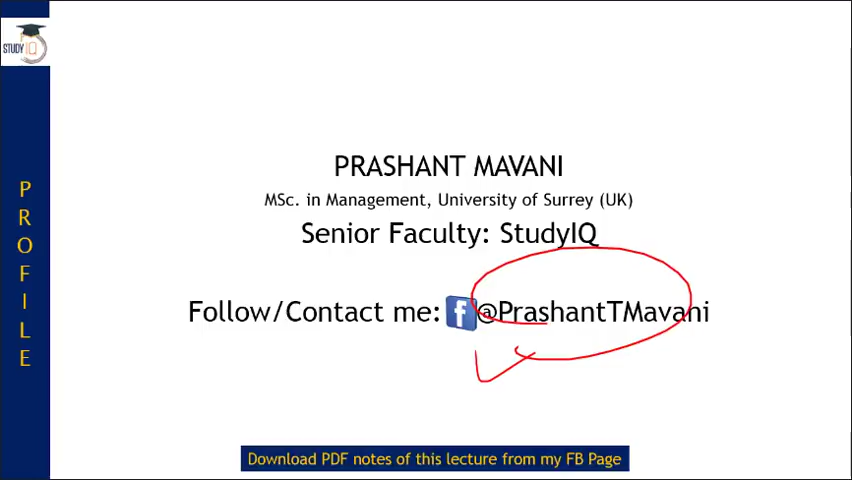 STUDY IQ
P
R
O
F
I
L
E
PRASHANT MAVANI
MSc. in Management, University of Surrey (UK)
Senior Faculty: StudyIQ
Follow/Contact me: f @PrashantTMavani
Download PDF notes of this lecture from my FB Page